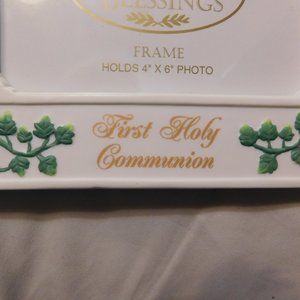 BLESSINGS
FRAME
HOLDS 4" X 6" PHOTO
First Holy
Communion